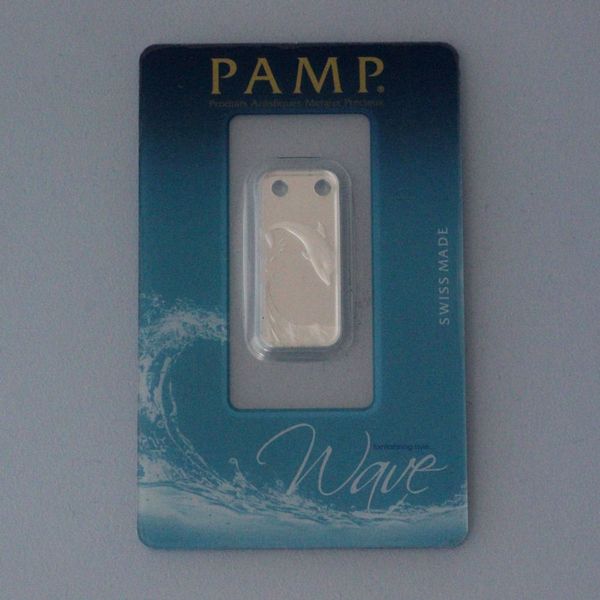 PAMP®
Produits Artistiques Métaux Précieux
SWISS MADE
Wave